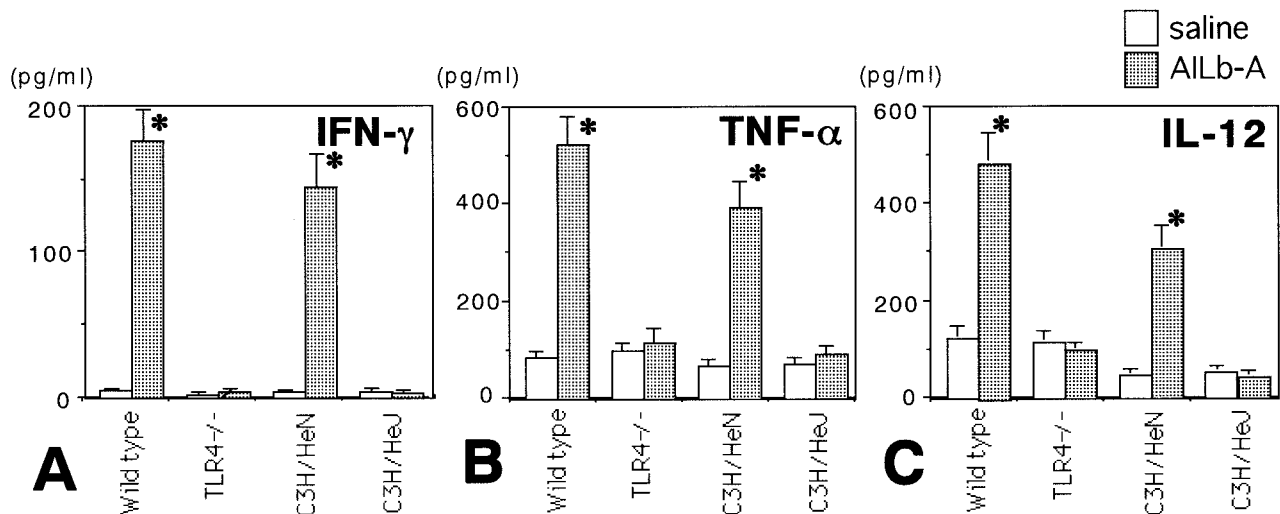 saline
AILb-A
(pg/ml)
200
100
0
IFN-γ
*
*
Wild type
TLR4-/-
C3H/HeN
C3H/HeJ
A
(pg/ml)
600
400
200
0
TNF-α
*
*
Wild type
TLR4-/-
C3H/HeN
C3H/HeJ
B
(pg/ml)
600
400
200
0
IL-12
*
*
Wild type
TLR4-/-
C3H/HeN
C3H/HeJ
C